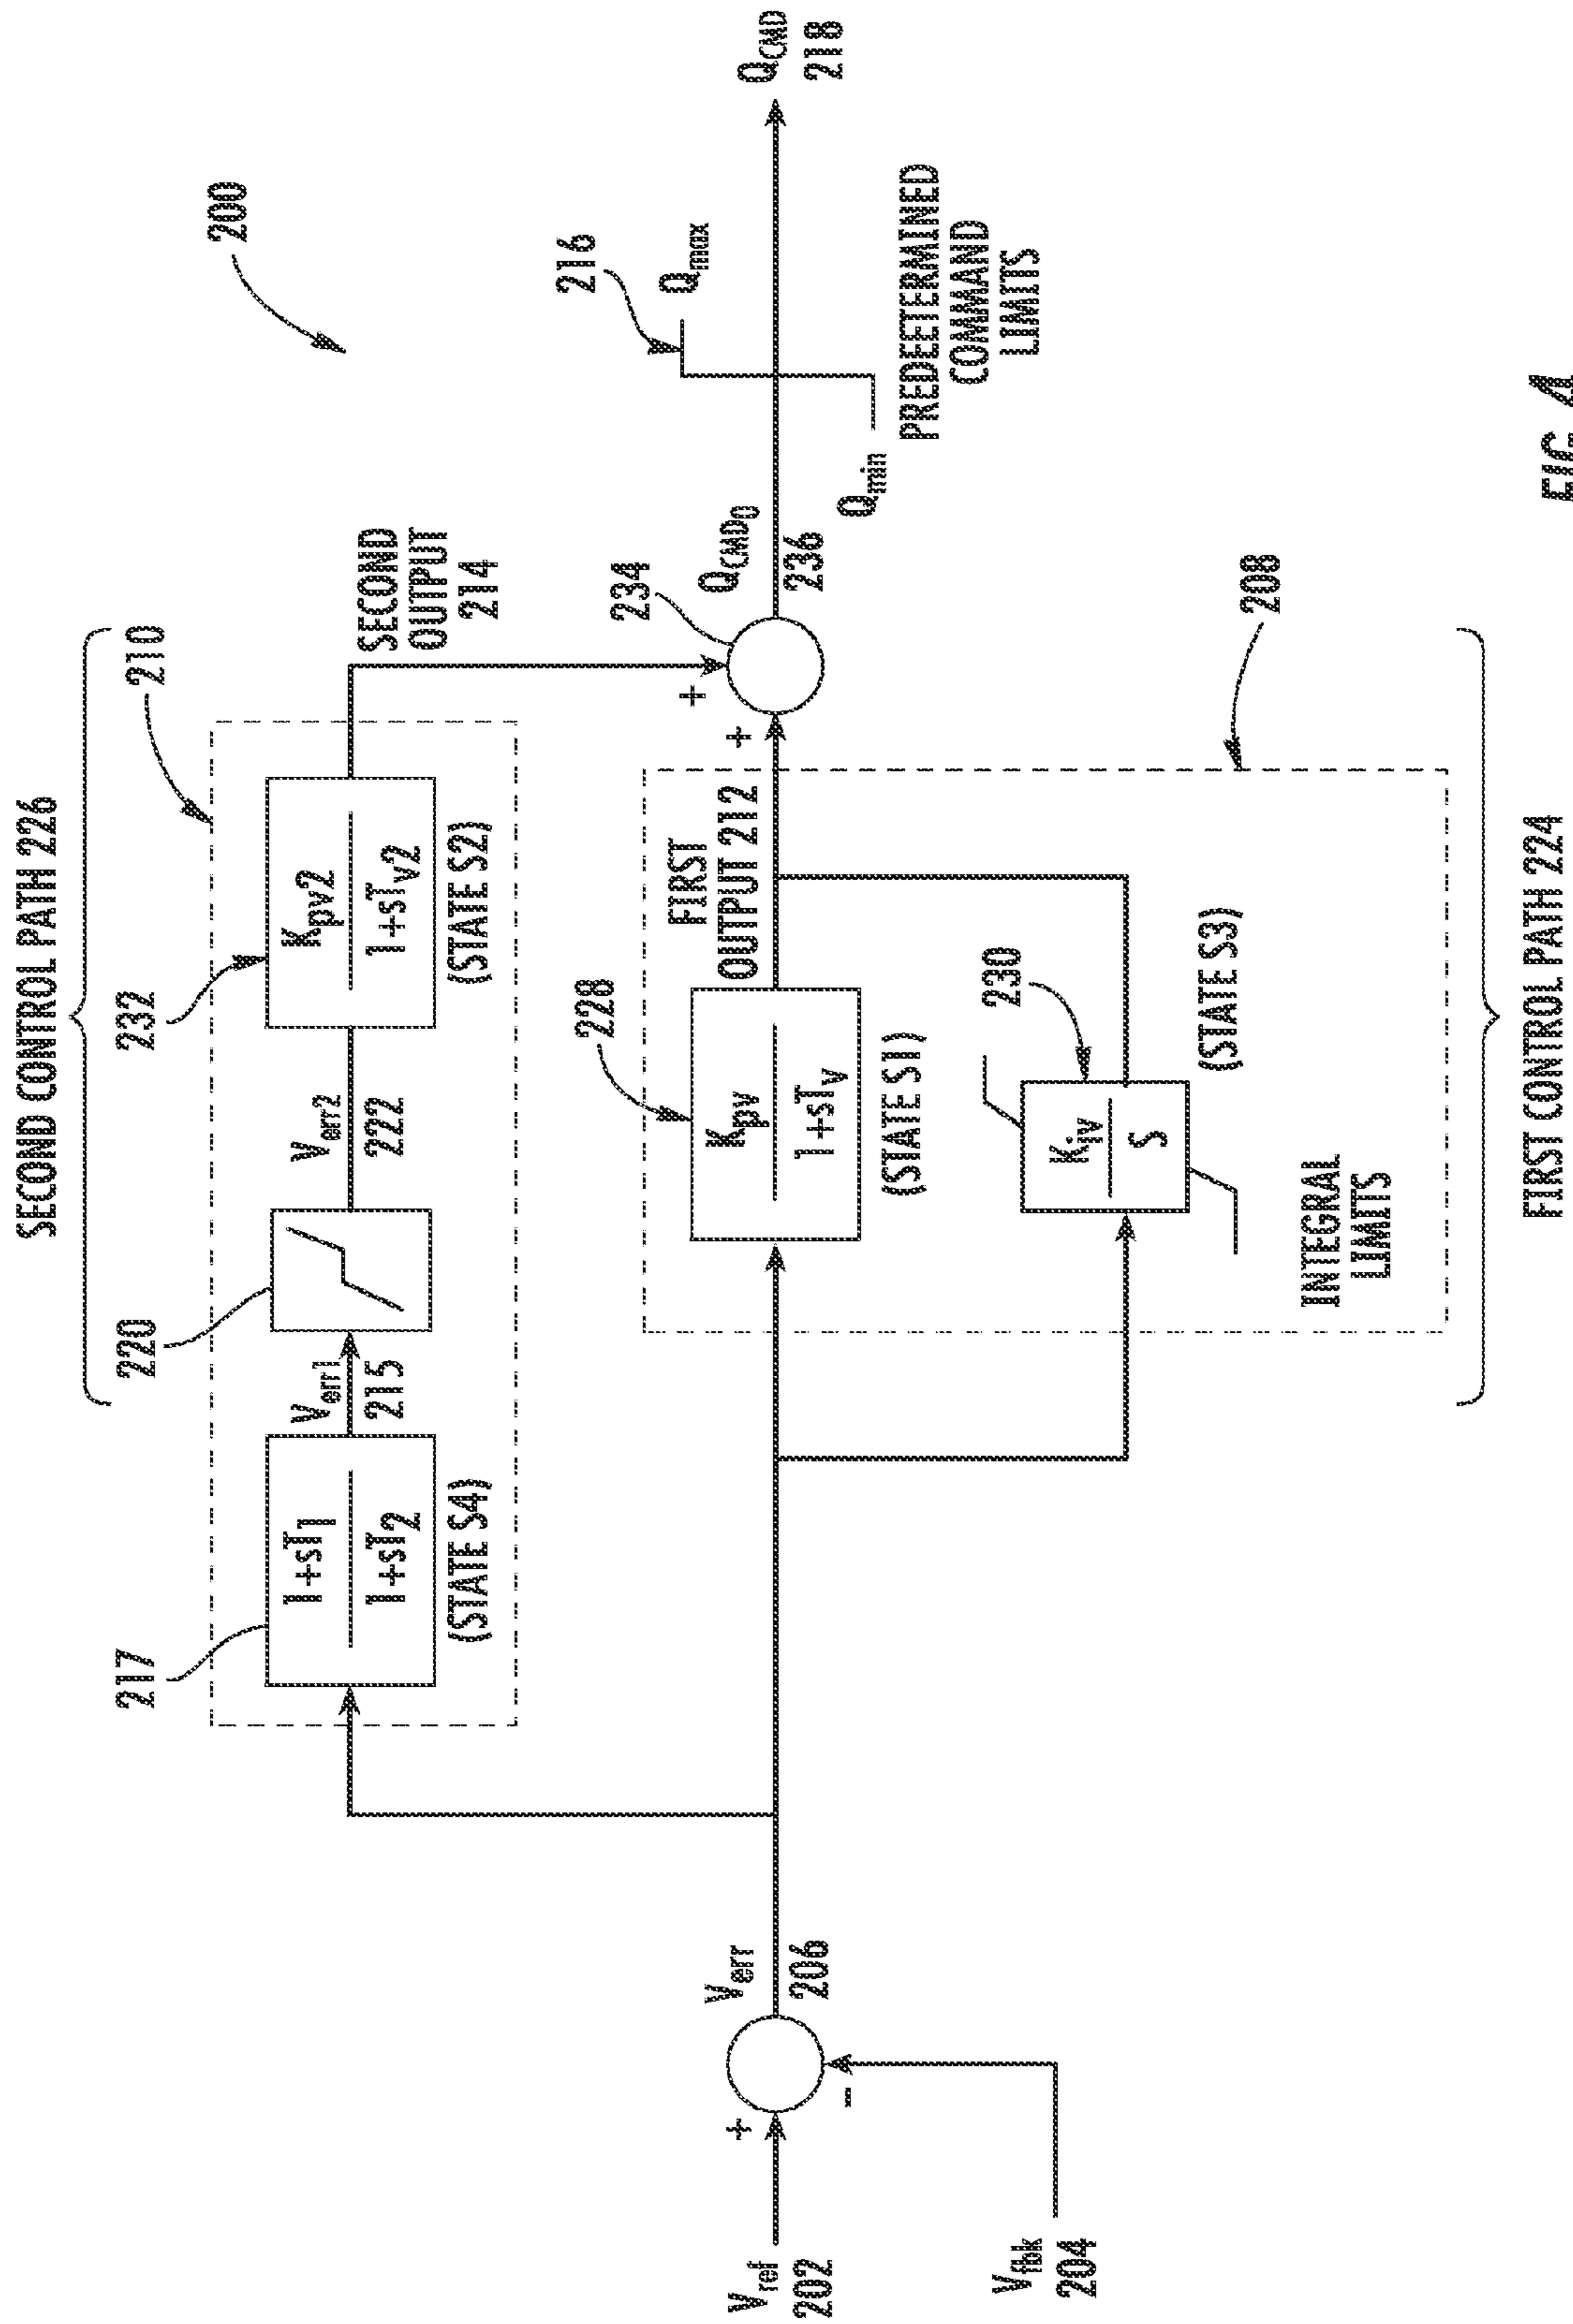 SECOND CONTROL PATH 226
217
220
232
210
200
1+sT1
1+sT2
(STATE S4)
Verr1
215
Verr2
222
Kpv2
1+sTv2
(STATE S2)
SECOND
OUTPUT
214
Vref
202
+
-
Vfbk
204
Verr
206
228
Kpv
1+sTv
(STATE S1)
FIRST
OUTPUT 212
230
Kiv
S
(STATE S3)
INTEGRAL
LIMITS
208
+
+
234
QCMD0
236
216
Qmax
Qmin
PREDEETERMINED
COMMAND
LIMITS
QCMD
218
FIRST CONTROL PATH 224